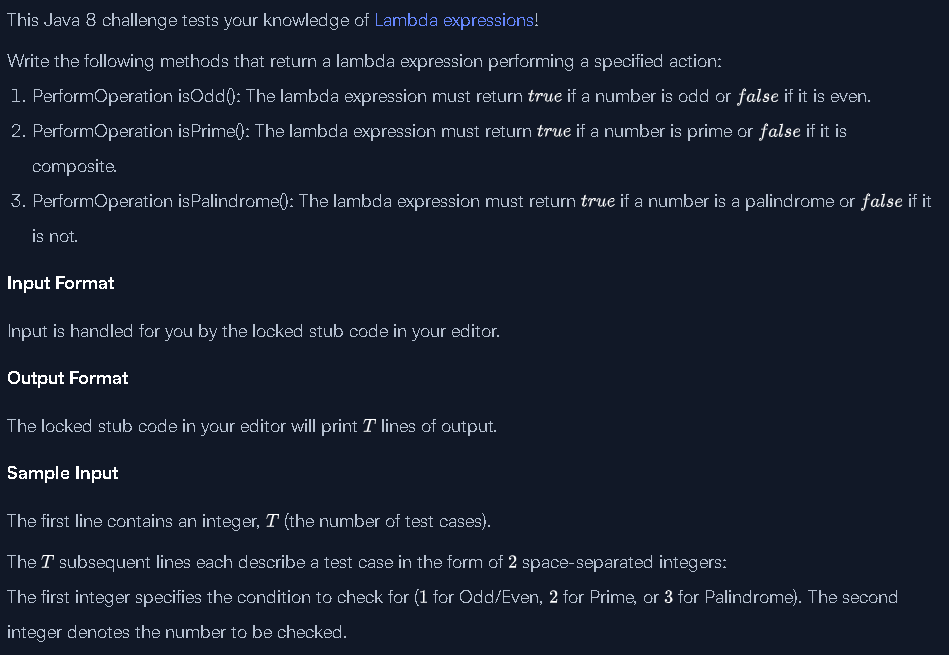 This Java 8 challenge tests your knowledge of Lambda expressions!
Write the following methods that return a lambda expression performing a specified action:
1. PerformOperation isOdd(): The lambda expression must return true if a number is odd or false if it is even.
2. PerformOperation isPrime(): The lambda expression must return true if a number is prime or false if it is
composite.
3. PerformOperation isPalindrome(): The lambda expression must return true if a number is a palindrome or false if it
is not.
Input Format
Input is handled for you by the locked stub code in your editor.
Output Format
The locked stub code in your editor will print T lines of output.
Sample Input
The first line contains an integer, T (the number of test cases).
The T subsequent lines each describe a test case in the form of 2 space-separated integers:
The first integer specifies the condition to check for (1 for Odd/Even, 2 for Prime, or 3 for Palindrome). The second
integer denotes the number to be checked.